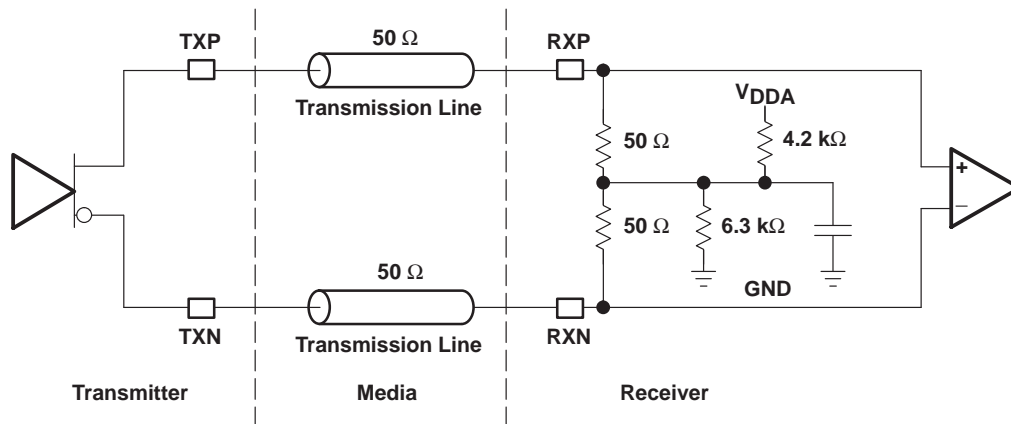 TXP
50 Ω
RXP
Transmission Line
VDDA
50 Ω
4.2 kΩ
+
–
50 Ω
6.3 kΩ
50 Ω
GND
TXN
Transmission Line
RXN
Transmitter
Media
Receiver